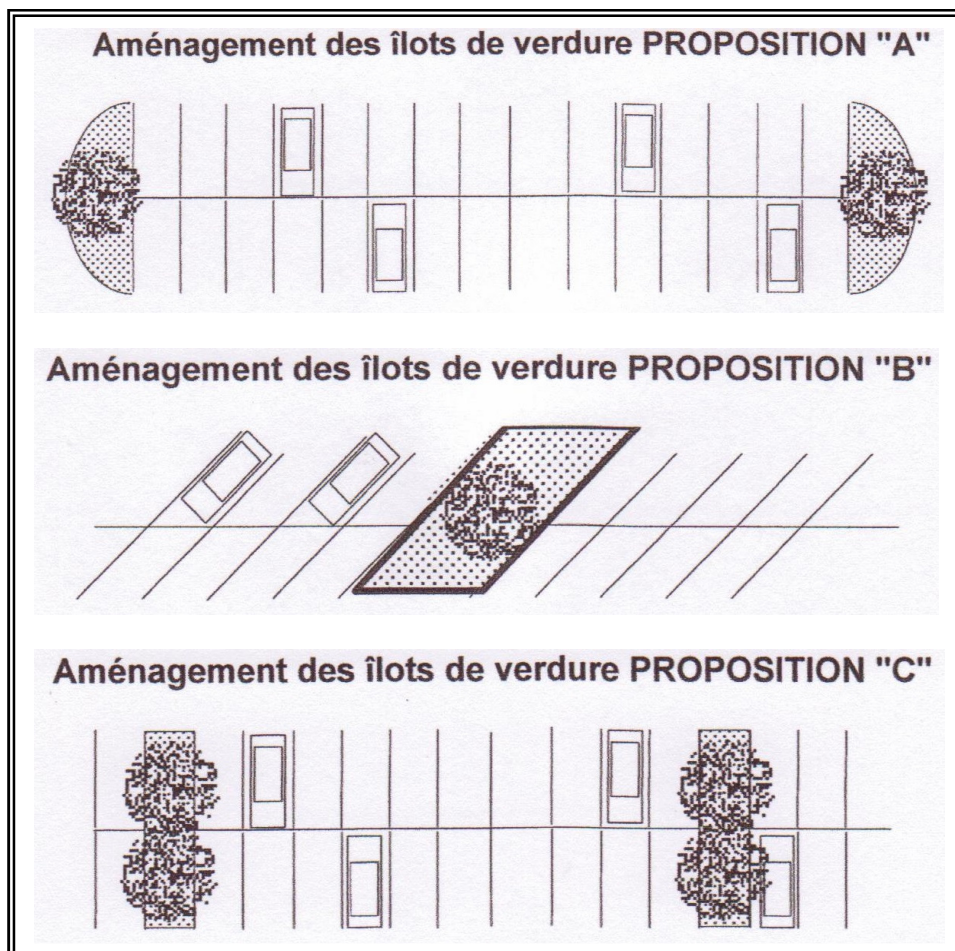 Aménagement des îlots de verdure PROPOSITION "A"
Aménagement des îlots de verdure PROPOSITION "B"
Aménagement des îlots de verdure PROPOSITION "C"